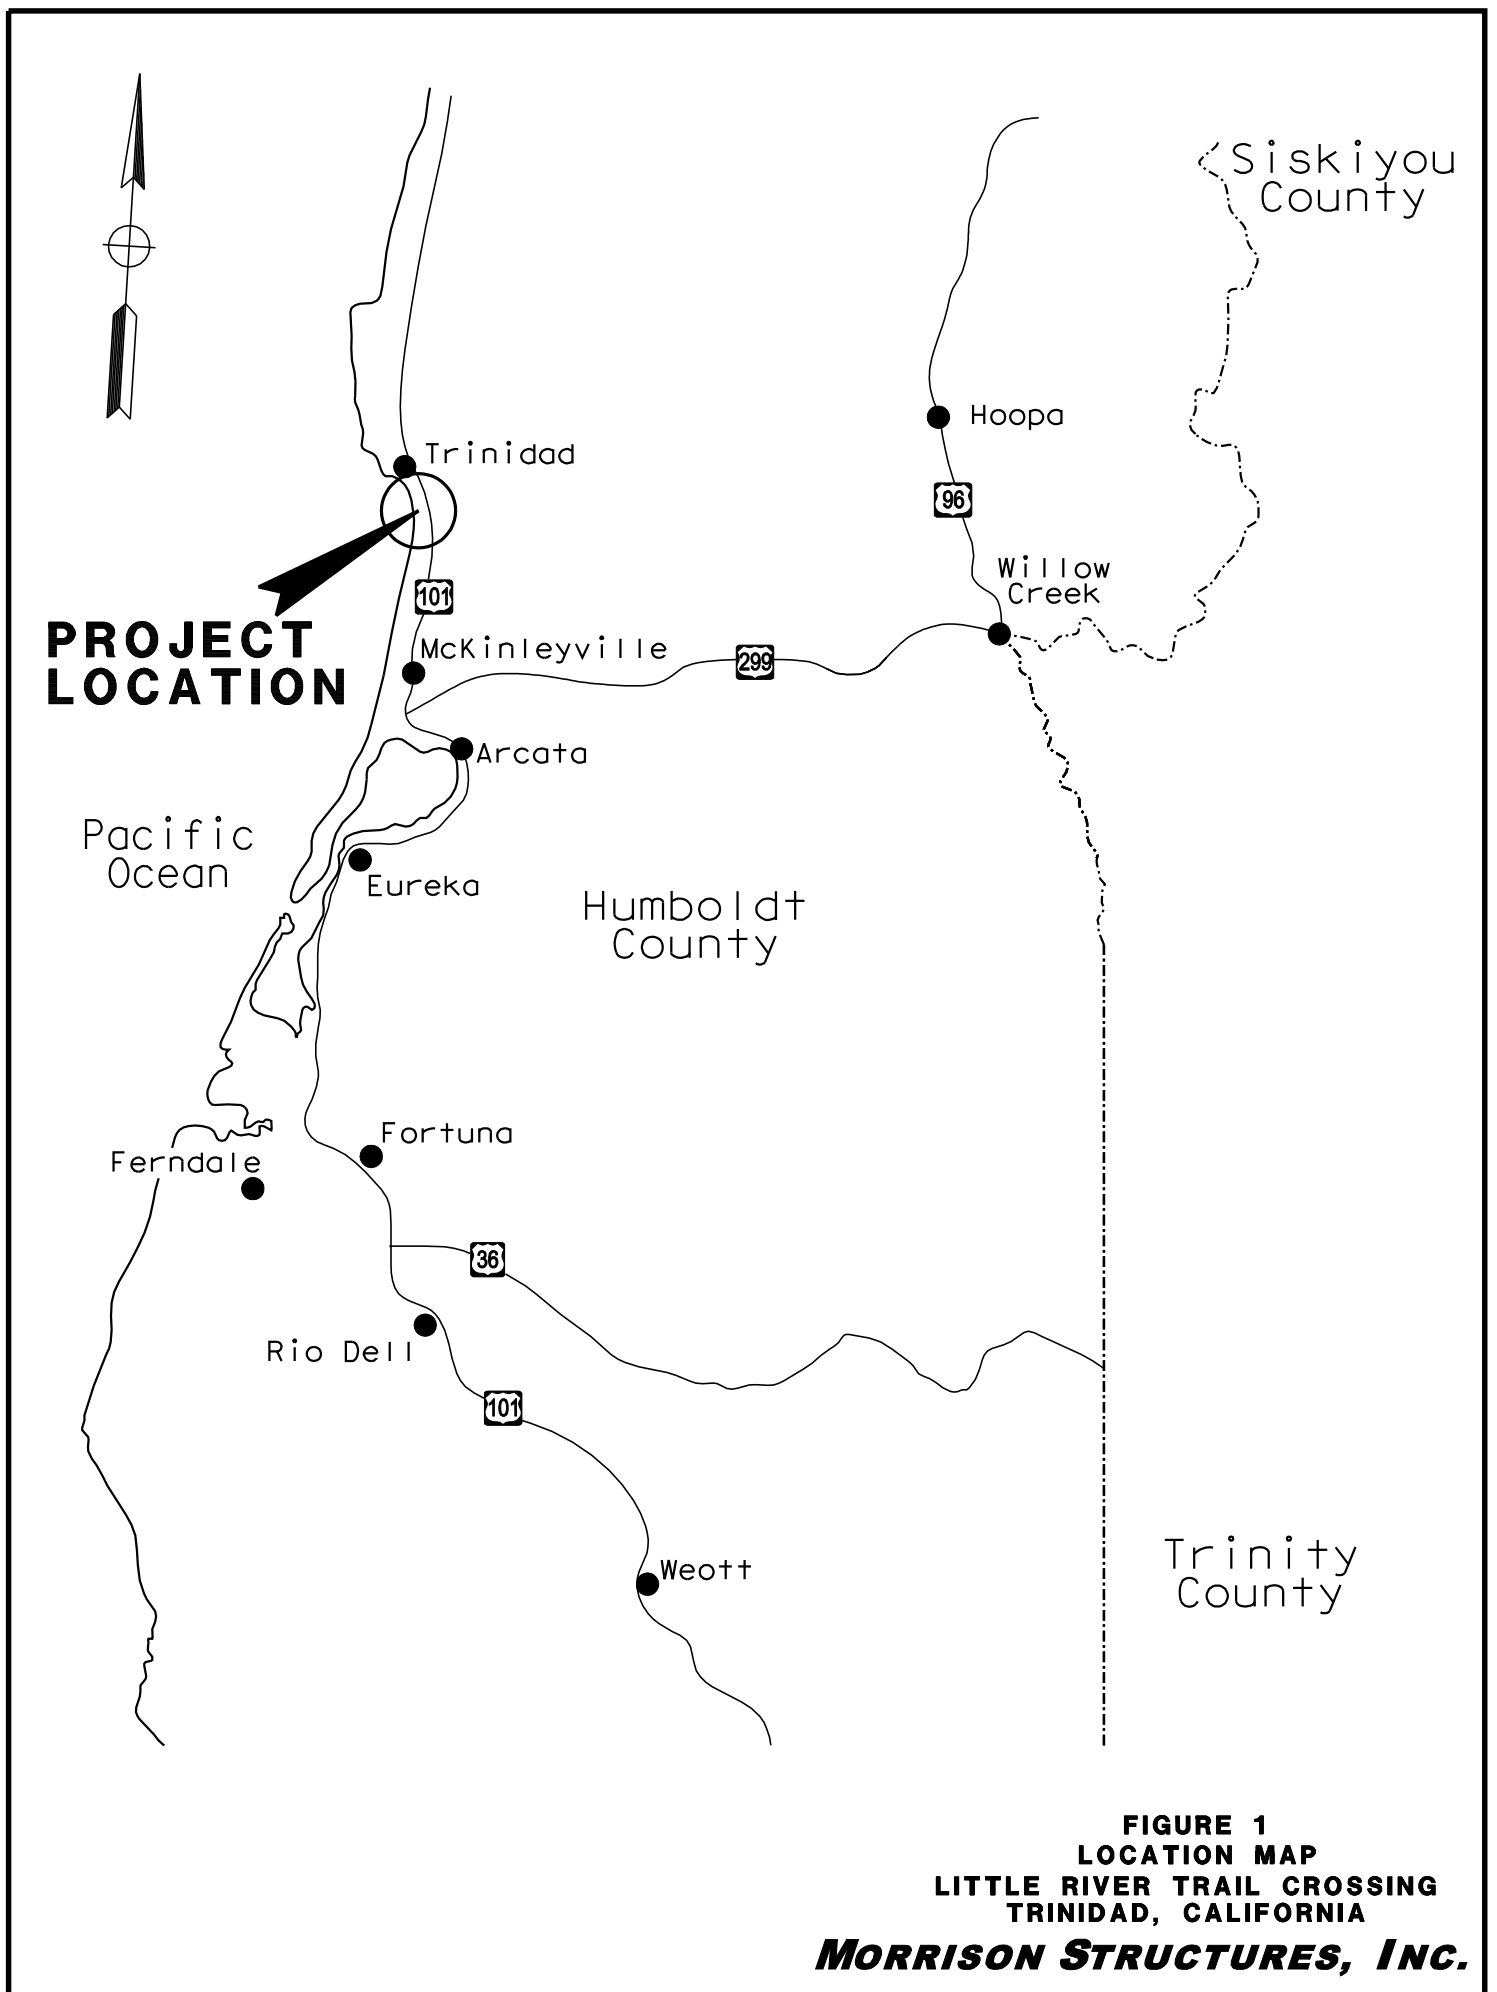 Siskiyou
County
Hoopa
Trinidad
96
Willow
Creek
101
PROJECT
LOCATION
McKinleyville
299
Arcata
Pacific
Ocean
Eureka
Humboldt
County
Fortuna
Ferndale
36
Rio Dell
101
Weott
Trinity
County
FIGURE 1
LOCATION MAP
LITTLE RIVER TRAIL CROSSING
TRINIDAD, CALIFORNIA
MORRISON STRUCTURES, INC.